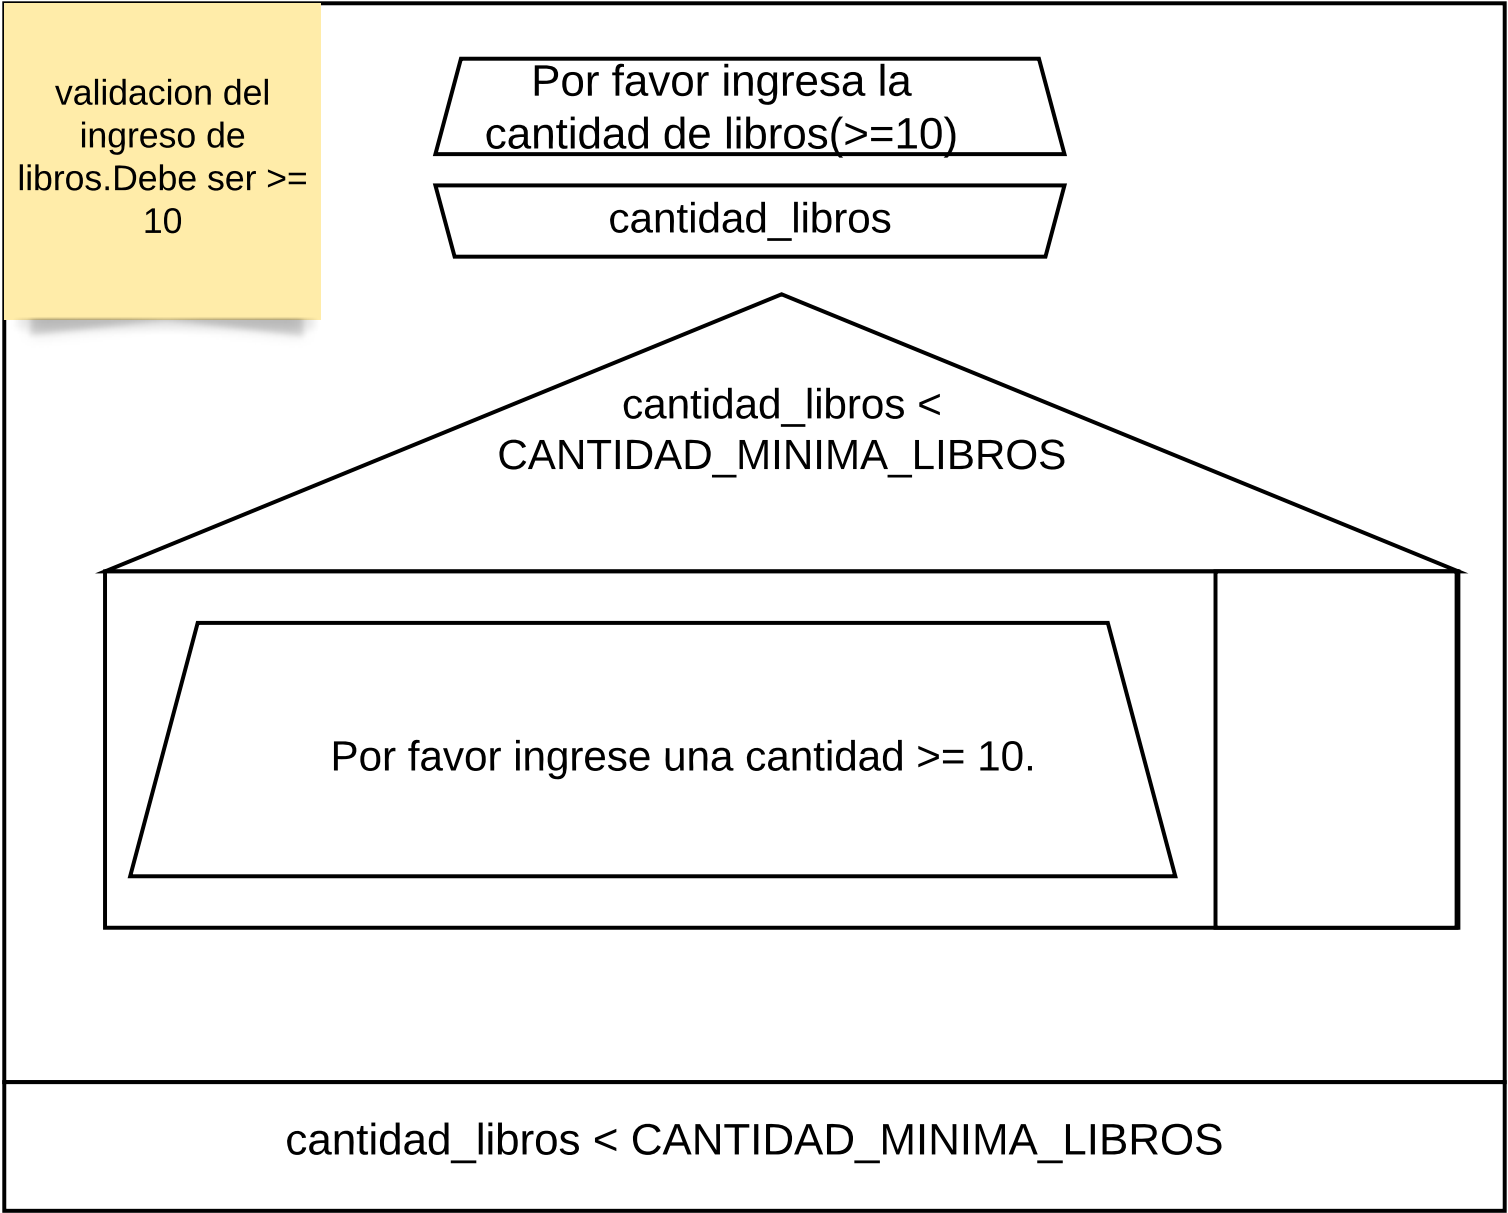 validacion del
ingreso de
libros.Debe ser >=
10
Por favor ingresa la
cantidad de libros(>=10)
cantidad_libros
cantidad_libros <
CANTIDAD_MINIMA_LIBROS
Por favor ingrese una cantidad >= 10.
cantidad_libros < CANTIDAD_MINIMA_LIBROS